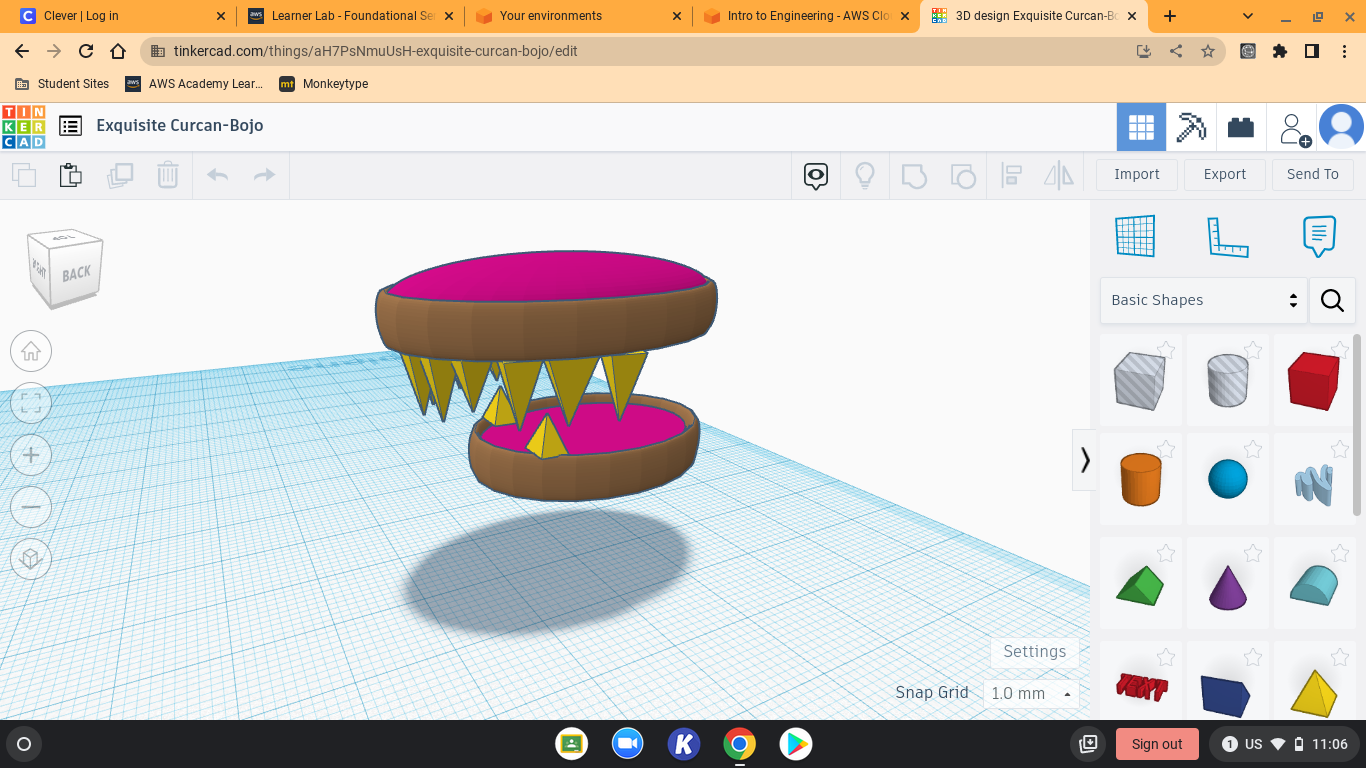 Clever | Log in
Learner Lab - Foundational Se
Your environments
Intro to Engineering - AWS Clo
3D design Exquisite Curcan-Bo
tinkercad.com/things/aH7PsNmuUsH-exquisite-curcan-bojo/edit
Student Sites
aws
AWS Academy Lear...
mt
Monkeytype
TIN
KER
CAD
Exquisite Curcan-Bojo
Import
Export
Send To
BACK
Basic Shapes
TEXT
Settings
Snap Grid
1.0 mm
Sign out
1
US
11:06